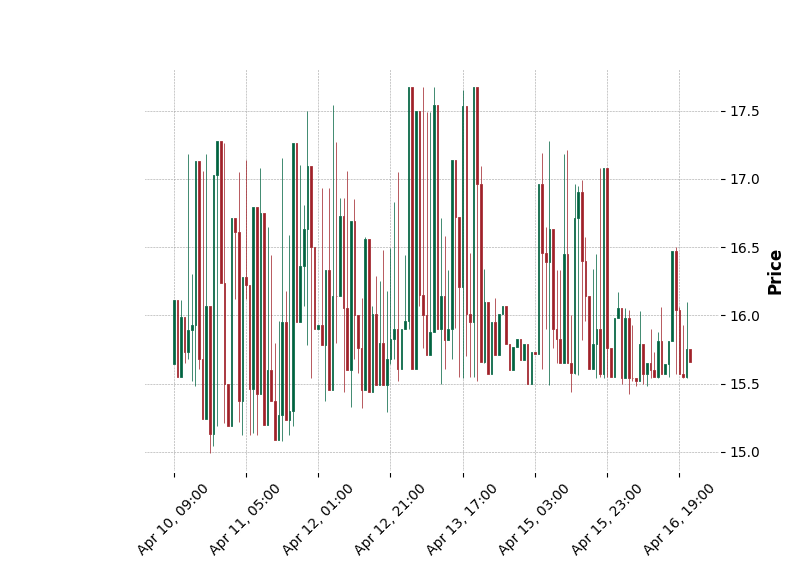 17.5
17.0
16.5
16.0
15.5
15.0
Price
Apr 10, 09:00
Apr 11, 05:00
Apr 12, 01:00
Apr 12, 21:00
Apr 13, 17:00
Apr 15, 03:00
Apr 15, 23:00
Apr 16, 19:00